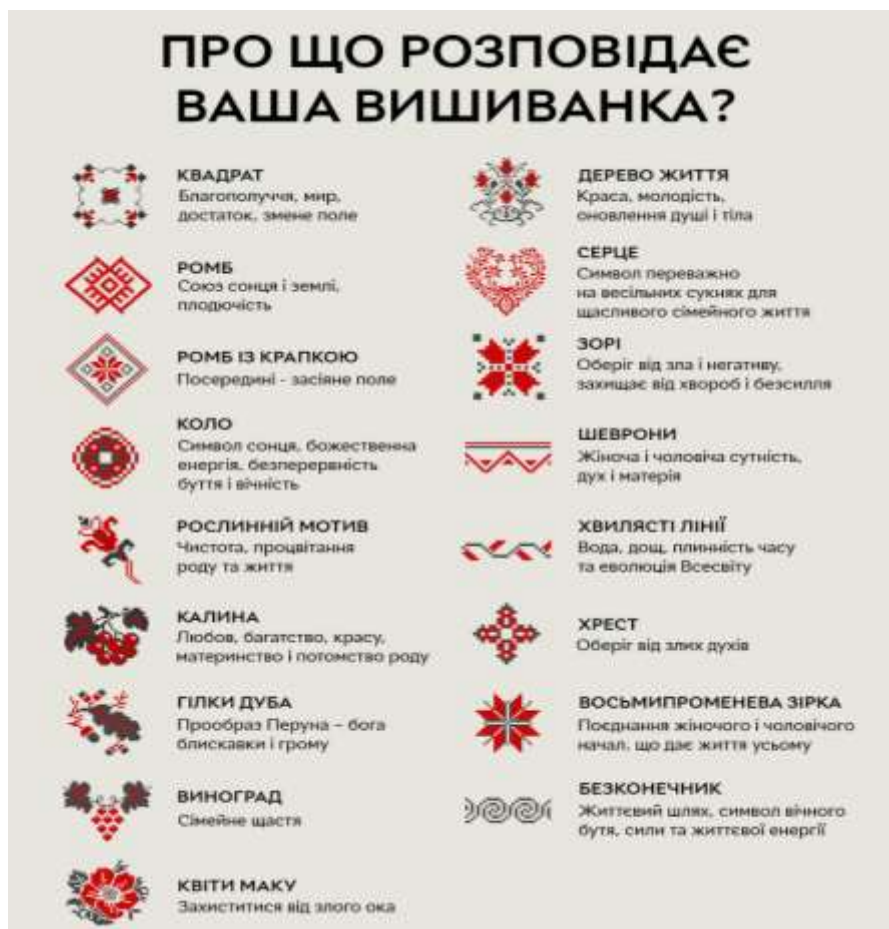 ПРО ЩО РОЗПОВІДАЄ
ВАША ВИШИВАНКА?
КВАДРАТ
Благополуччя, мир,
достаток, змене поле
РОМБ
Союз сонця і землі,
плодючість
РОМБ ІЗ КРАПКОЮ
Посередині - засіяне поле
КОЛО
Символ сонця, божественна
енергія, безперервність
буття і вічність
РОСЛИННІЙ МОТИВ
Чистота, процвітання
роду та життя
КАЛИНА
Любов, багатство, красу,
материнство і потомство роду
ГІЛКИ ДУБА
Прообраз Перуна – бога
блискавки і грому
ВИНОГРАД
Сімейне щастя
КВІТИ МАКУ
Захиститися від злого ока
ДЕРЕВО ЖИТТЯ
Краса, молодість,
оновлення душі і тіла
СЕРЦЕ
Символ переважно
на весільних сукнях для
щасливого сімейного життя
ЗОРІ
Оберіг від зла і негативу,
захищає від хвороб і безсилля
ШЕВРОНИ
Жіноча і чоловіча сутність,
дух і матерія
ХВИЛЯСТІ ЛІНІЇ
Вода, дощ, плинність часу
та еволюція Всесвіту
ХРЕСТ
Оберіг від злих духів
ВОСЬМИПРОМЕНЕВА ЗІРКА
Поєднання жіночого і чоловічого
начал, що дає життя усьому
БЕЗКОНЕЧНИК
Життєвий шлях, символ вічного
бутя, сили та життєвої енергії